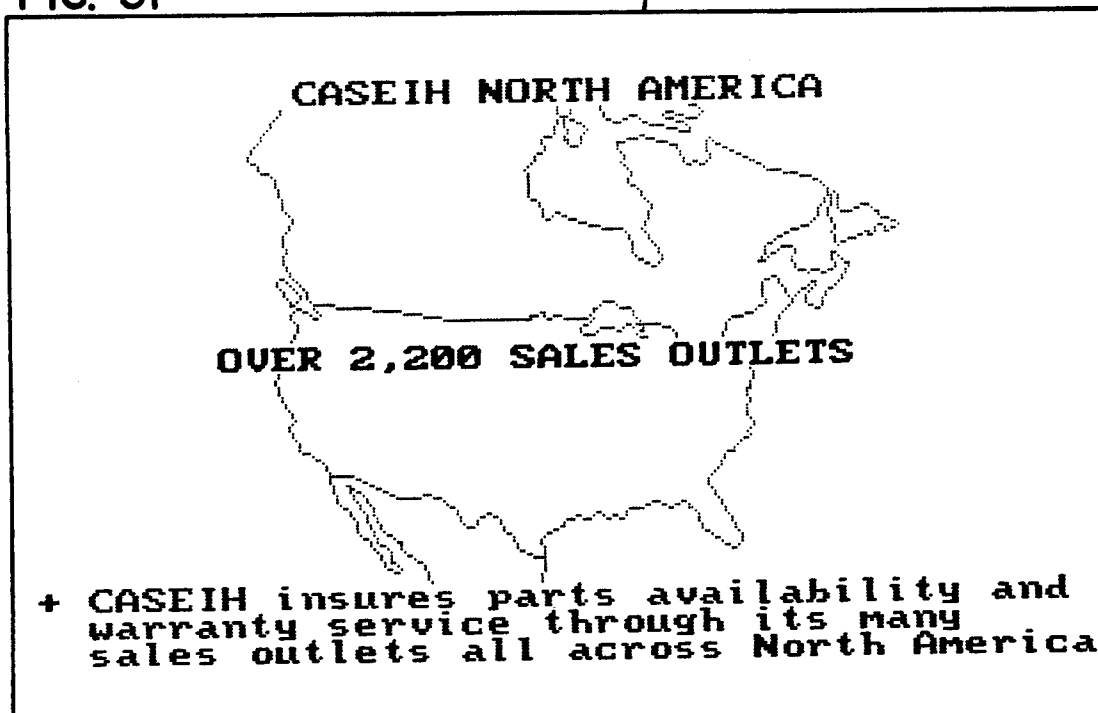 CASEIH NORTH AMERICA
OVER 2,200 SALES OUTLETS
+ CASEIH insures parts availability and
warranty service through its many
sales outlets all across North America